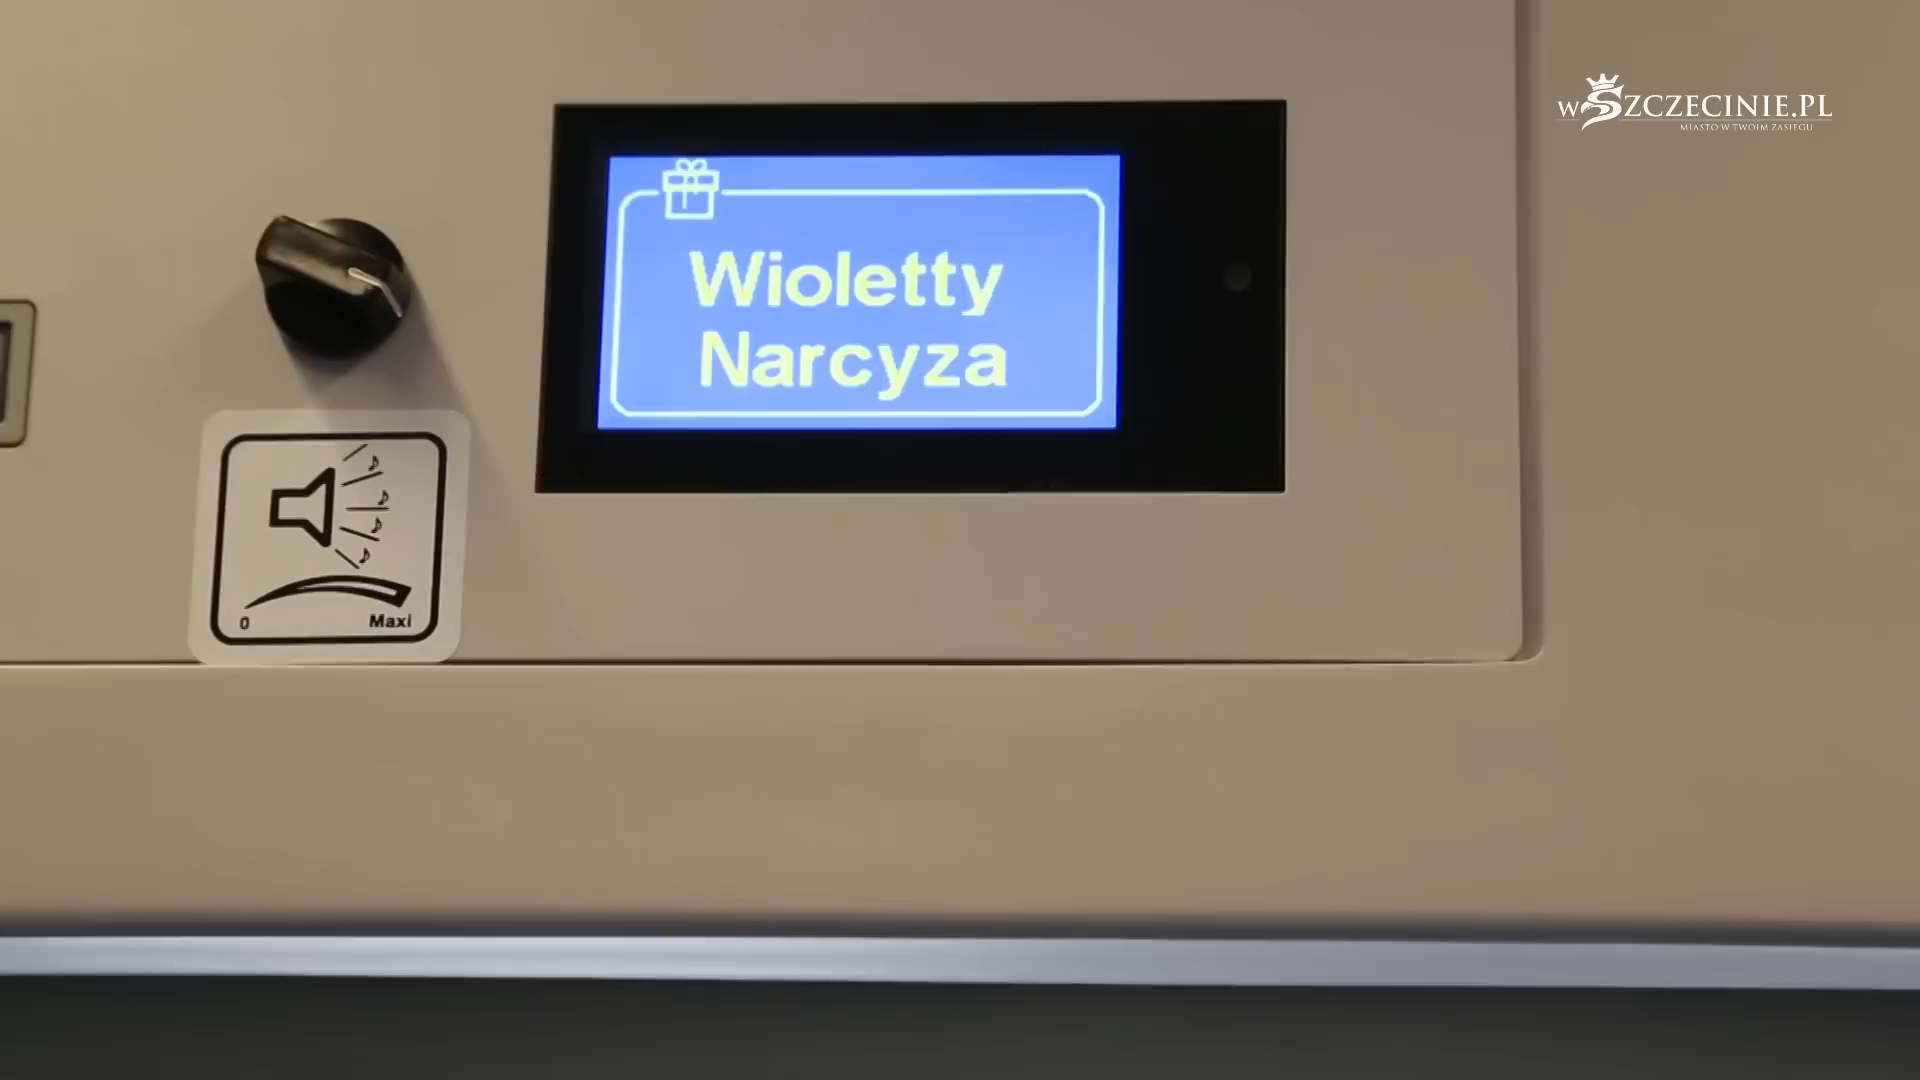 wSZCZECINIE.PL
MIASTO W TWOIM ZASIĘGU
Wioletty
Narcyza
0 Maxi